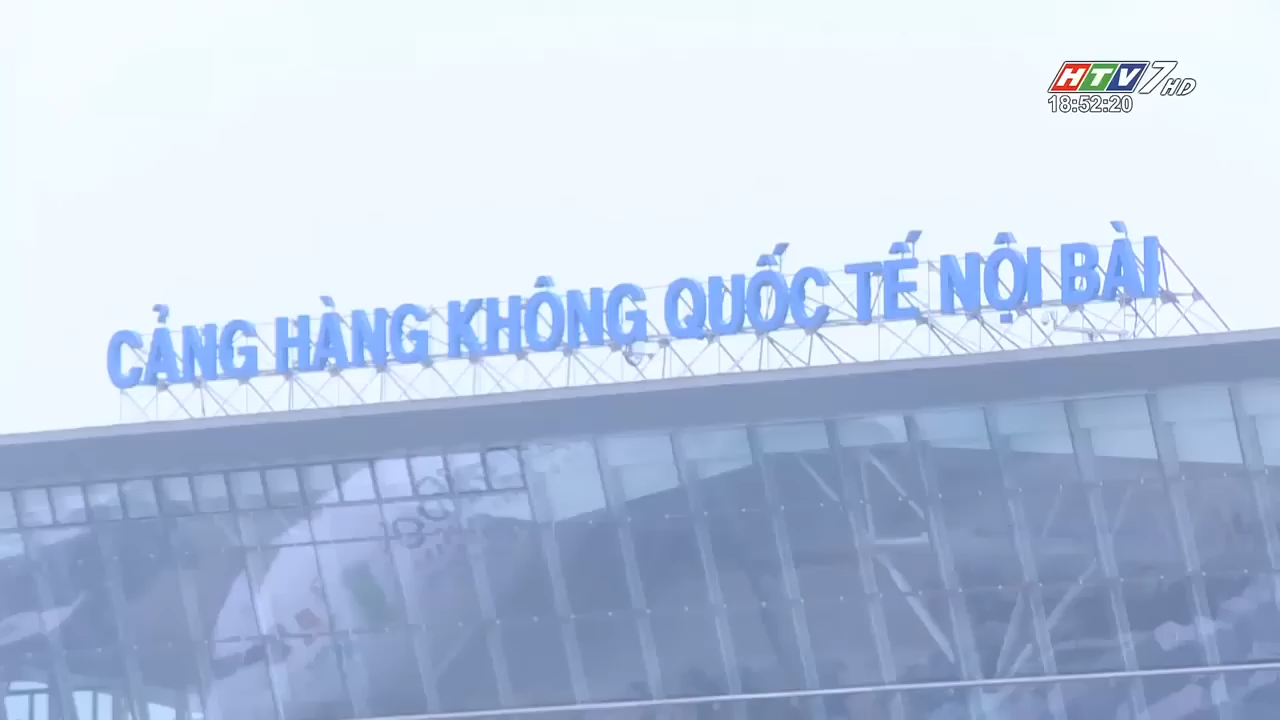 HTV7 HD
18:52:20
CẢNG HÀNG KHÔNG QUỐC TẾ NỘI BÀI